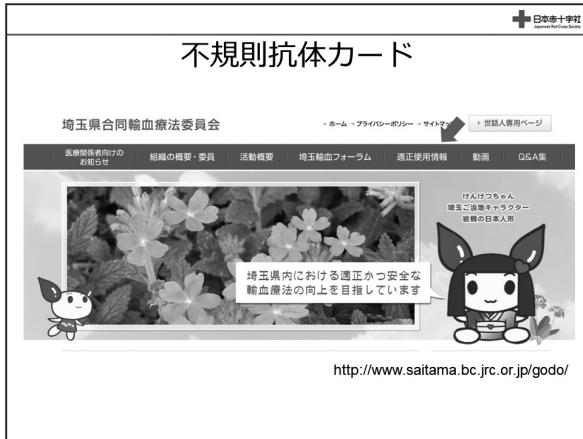 日本赤十字社
Japanese Red Cross Society
不規則抗体カード
埼玉県合同輸血療法委員会
→ ホーム → プライバシーポリシー → サイトマップ
世話人専用ページ
医療関係者向けの
お知らせ
組織の概要・委員
活動概要
埼玉輸血フォーラム
適正使用情報
動画
Q&A集
けんけつちゃん
埼玉ご当地キャラクター
岩槻の日本人形
埼玉県内における適正かつ安全な
輸血療法の向上を目指しています
http://www.saitama.bc.jrc.or.jp/godo/